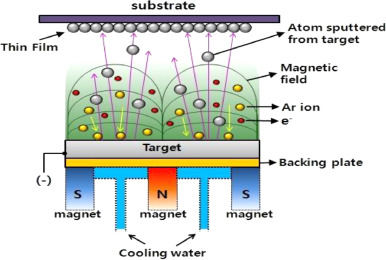 substrate
Thin Film
Atom sputtered
from target
Magnetic
field
Ar ion
e-
Target
(-)
Backing plate
S
N
S
magnet
magnet
magnet
Cooling water